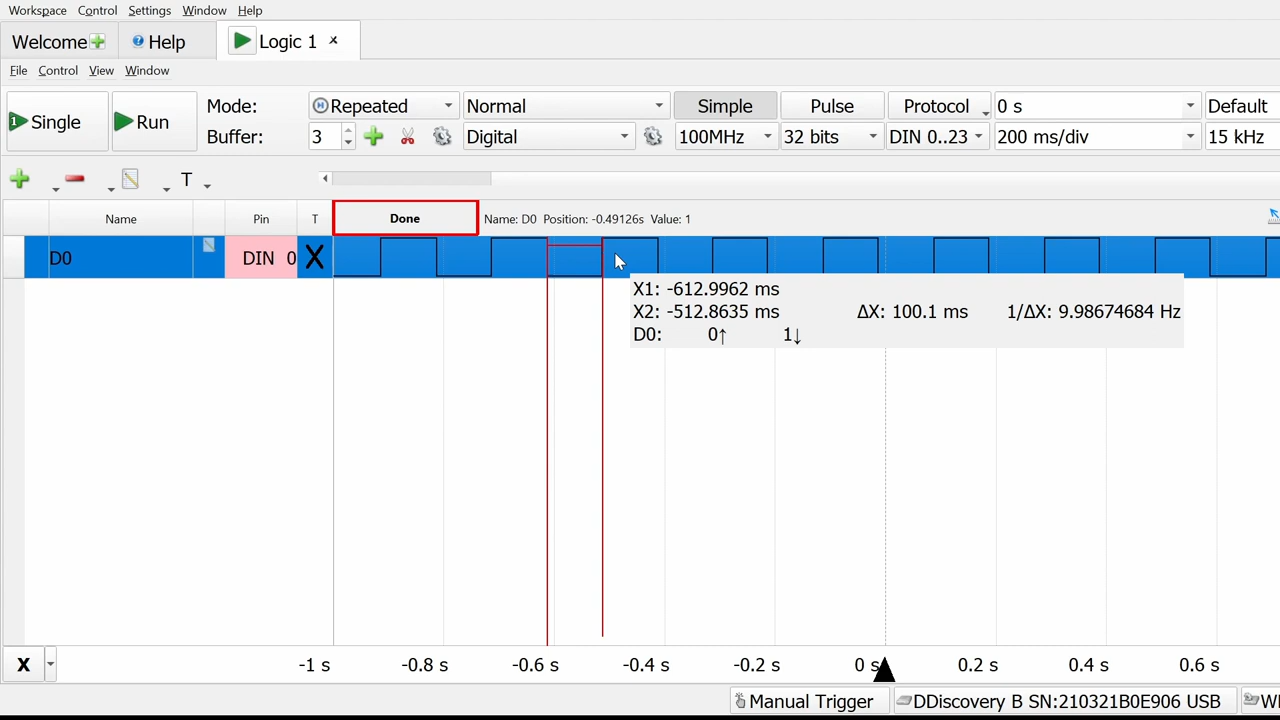 Workspace Control Settings Window Help
Welcome Help Logic 1
File Control View Window
Single Run Mode: Repeated Normal Simple Pulse Protocol 0 s Default
Buffer: 3 Digital 100MHz 32 bits DIN 0..23 200 ms/div 15 kHz
T
Name Pin T Done Name: D0 Position: -0.49126s Value: 1
D0 DIN 0 X
X1: -612.9962 ms
X2: -512.8635 ms ΔX: 100.1 ms 1/ΔX: 9.98674684 Hz
D0: 0↑ 1↓
X -1 s -0.8 s -0.6 s -0.4 s -0.2 s 0 s 0.2 s 0.4 s 0.6 s
Manual Trigger DDiscovery B SN:210321B0E906 USB